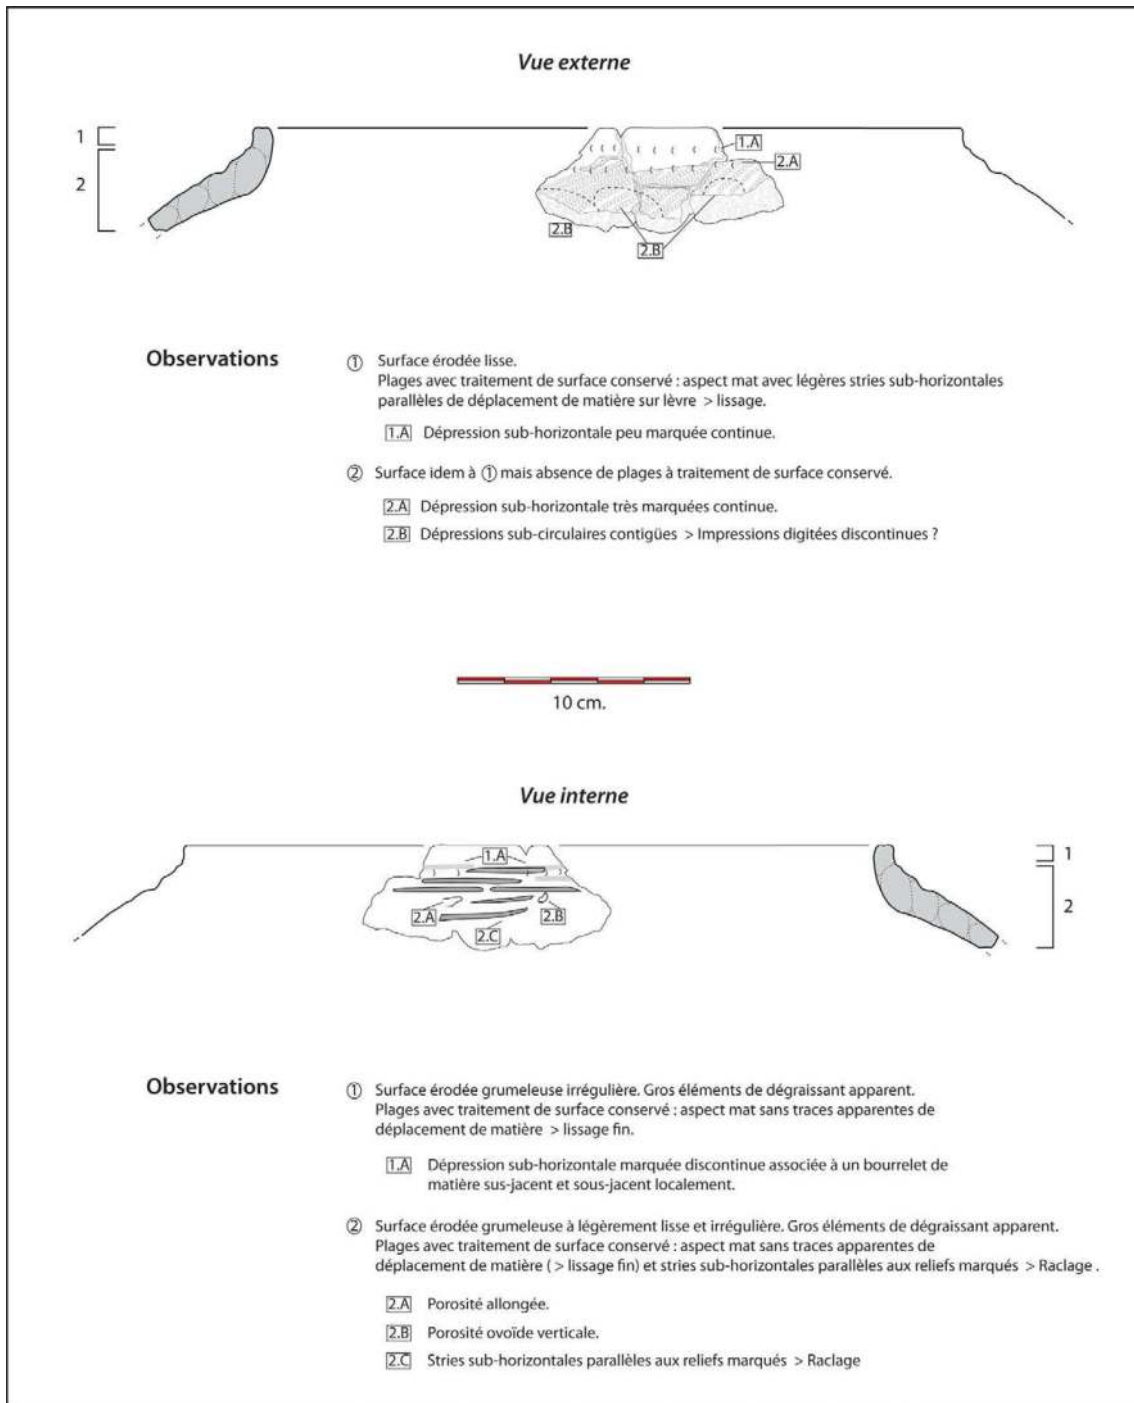 Vue externe
1
2
1.A
2.A
2.B
2.B
Observations
① Surface érodée lisse.
Plages avec traitement de surface conservé : aspect mat avec légères stries sub-horizontales
parallèles de déplacement de matière sur lèvre > lissage.
1.A Dépression sub-horizontale peu marquée continue.
② Surface idem à ① mais absence de plages à traitement de surface conservé.
2.A Dépression sub-horizontale très marquées continue.
2.B Dépressions sub-circulaires contigües > Impressions digitées discontinues ?
10 cm.
Vue interne
1.A
1
2
2.A
2.B
2.C
Observations
① Surface érodée grumeleuse irrégulière. Gros éléments de dégraissant apparent.
Plages avec traitement de surface conservé : aspect mat sans traces apparentes de
déplacement de matière > lissage fin.
1.A Dépression sub-horizontale marquée discontinue associée à un bourrelet de
matière sus-jacent et sous-jacent localement.
② Surface érodée grumeleuse à légèrement lisse et irrégulière. Gros éléments de dégraissant apparent.
Plages avec traitement de surface conservé : aspect mat sans traces apparentes de
déplacement de matière ( > lissage fin) et stries sub-horizontales parallèles aux reliefs marqués > Raclage .
2.A Porosité allongée.
2.B Porosité ovoïde verticale.
2.C Stries sub-horizontales parallèles aux reliefs marqués > Raclage